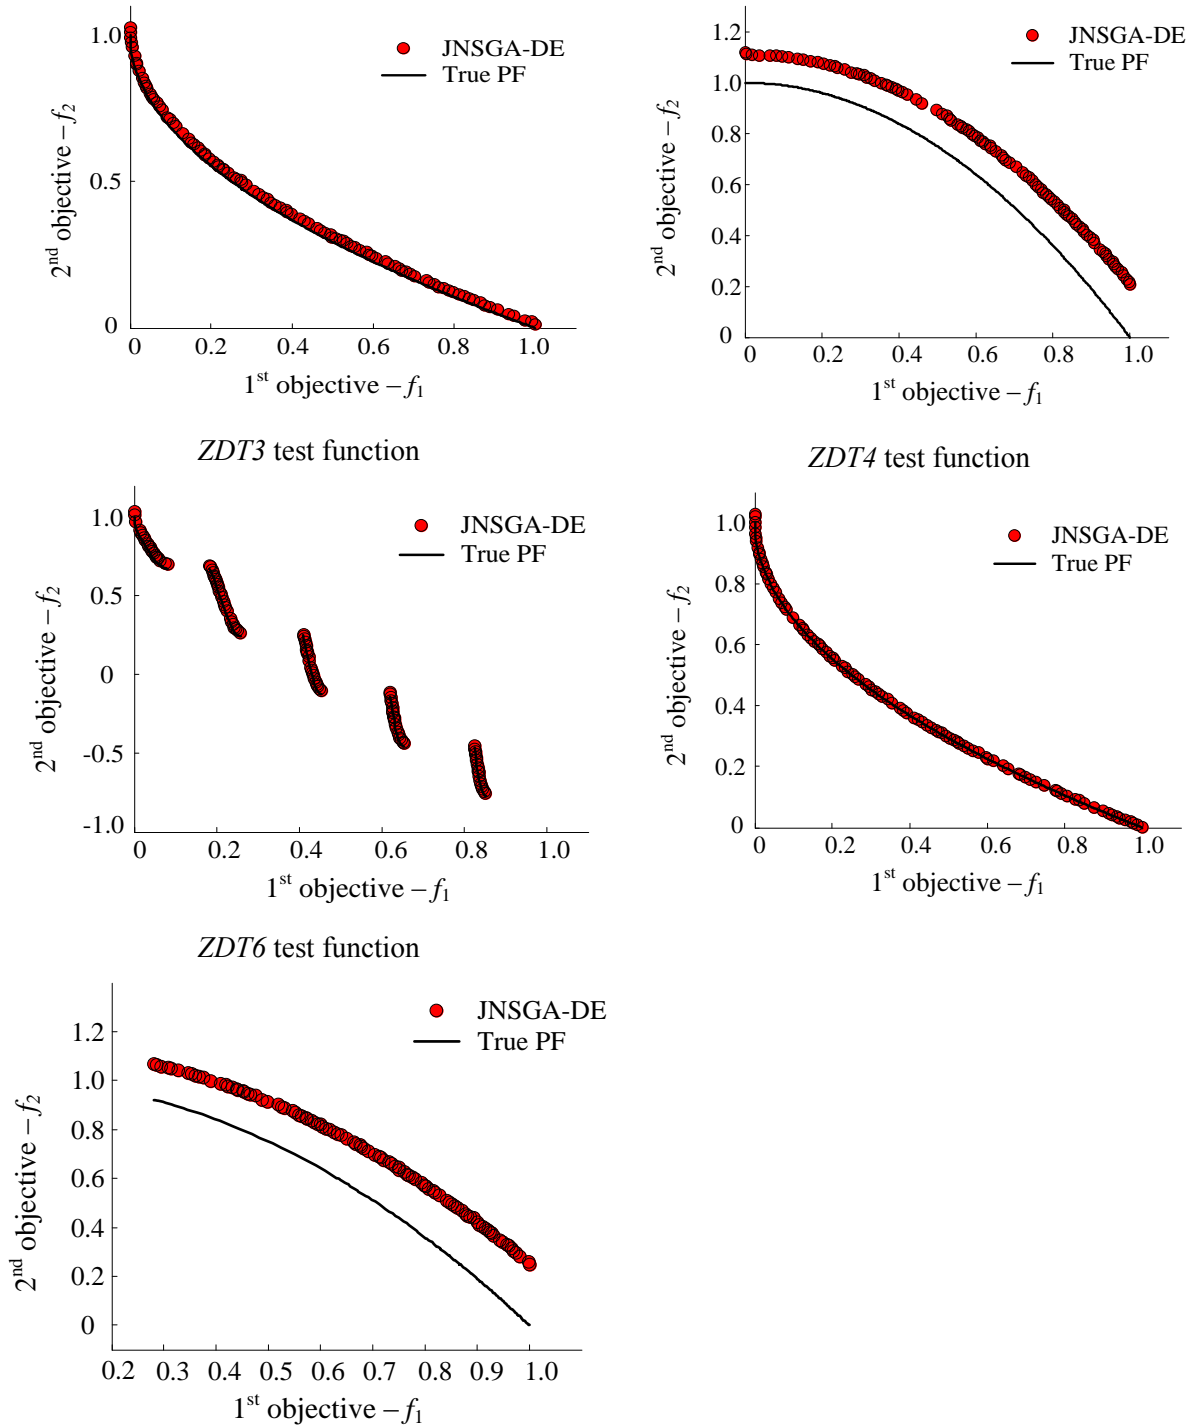 1.0
0.5
0
0
0.2
0.4
0.6
0.8
1.0
2nd objective – f2
1st objective – f1
JNSGA-DE
True PF
1.2
1.0
0.8
0.6
0.4
0.2
0
0
0.2
0.4
0.6
0.8
1.0
2nd objective – f2
1st objective – f1
JNSGA-DE
True PF
ZDT3 test function
1.0
0.5
0
-0.5
-1.0
0
0.2
0.4
0.6
0.8
1.0
2nd objective – f2
1st objective – f1
JNSGA-DE
True PF
ZDT4 test function
1.0
0.8
0.6
0.4
0.2
0
0
0.2
0.4
0.6
0.8
1.0
2nd objective – f2
1st objective – f1
JNSGA-DE
True PF
ZDT6 test function
1.2
1.0
0.8
0.6
0.4
0.2
0
0.2
0.3
0.4
0.5
0.6
0.7
0.8
0.9
1.0
2nd objective – f2
1st objective – f1
JNSGA-DE
True PF